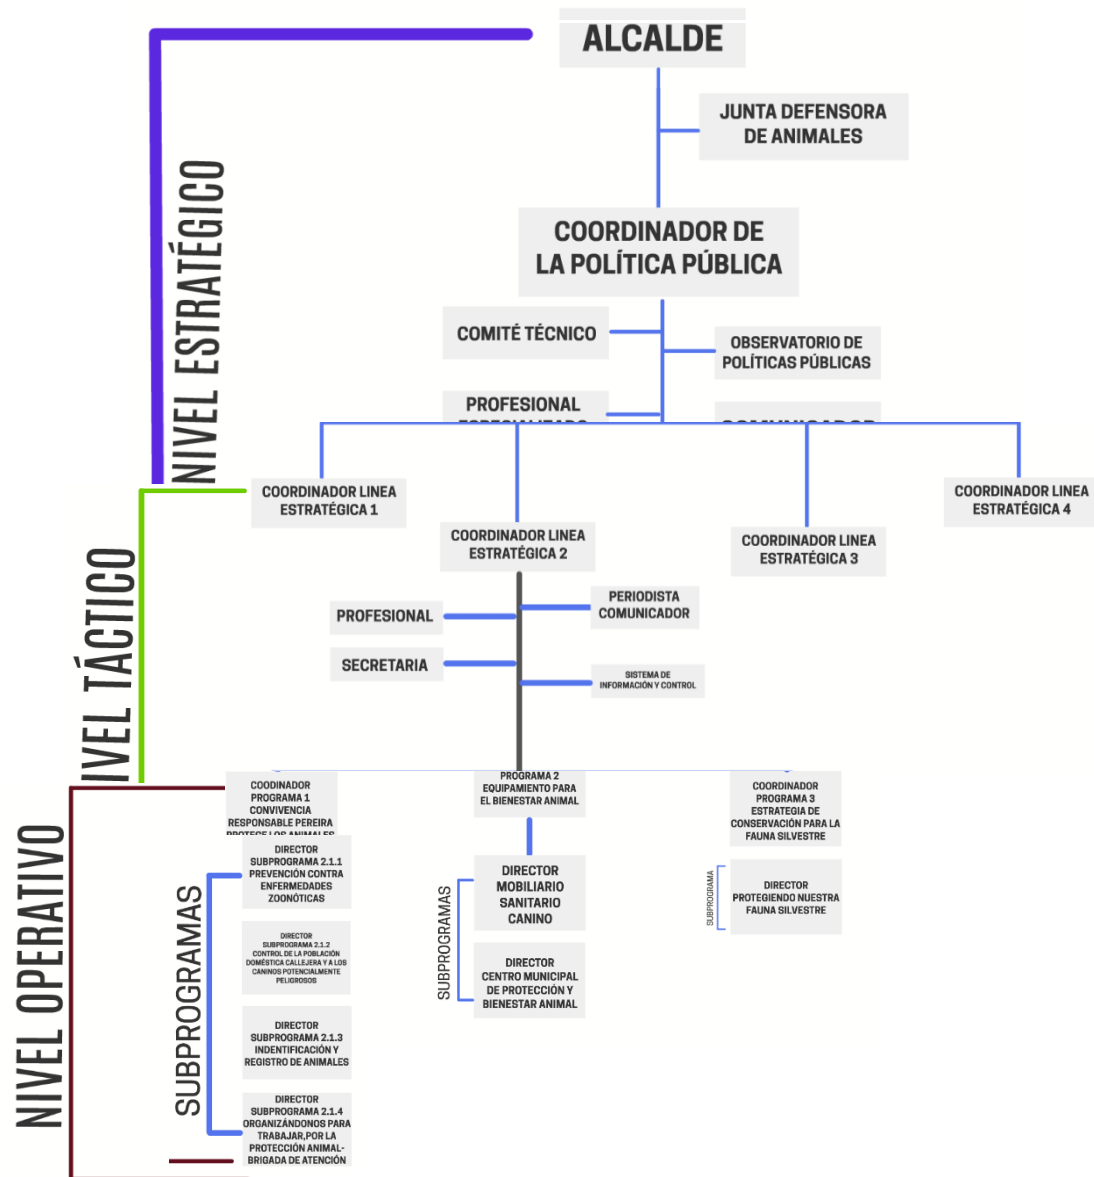 ALCALDE
JUNTA DEFENSORA
DE ANIMALES
NIVEL ESTRATÉGICO
COORDINADOR DE
LA POLÍTICA PÚBLICA
COMITÉ TÉCNICO
OBSERVATORIO DE
POLÍTICAS PÚBLICAS
PROFESIONAL
ESPECIALIZADO
COMUNICADOR
COORDINADOR LINEA
ESTRATÉGICA 1
COORDINADOR LINEA
ESTRATÉGICA 2
COORDINADOR LINEA
ESTRATÉGICA 3
COORDINADOR LINEA
ESTRATÉGICA 4
IVEL TÁCTICO
PROFESIONAL
PERIODISTA
COMUNICADOR
SECRETARIA
SISTEMA DE
INFORMACIÓN Y CONTROL
NIVEL OPERATIVO
COODINADOR
PROGRAMA 1
CONVIVENCIA
RESPONSABLE PEREIRA
PROTEGE LOS ANIMALES
PROGRAMA 2
EQUIPAMIENTO PARA
EL BIENESTAR ANIMAL
COORDINADOR
PROGRAMA 3
ESTRATEGIA DE
CONSERVACIÓN PARA LA
FAUNA SILVESTRE
SUBPROGRAMAS
DIRECTOR
SUBPROGRAMA 2.1.1
PREVENCIÓN CONTRA
ENFERMEDADES
ZOONÓTICAS
DIRECTOR
SUBPROGRAMA 2.1.2
CONTROL DE LA POBLACIÓN
DOMÉSTICA CALLEJERA Y A LOS
CANINOS POTENCIALMENTE
PELIGROSOS
DIRECTOR
SUBPROGRAMA 2.1.3
INDENTIFICACIÓN Y
REGISTRO DE ANIMALES
DIRECTOR
SUBPROGRAMA 2.1.4
ORGANIZÁNDONOS PARA
TRABAJAR,POR LA
PROTECCIÓN ANIMAL-
BRIGADA DE ATENCIÓN
SUBPROGRAMAS
DIRECTOR
MOBILIARIO
SANITARIO
CANINO
DIRECTOR
CENTRO MUNICIPAL
DE PROTECCIÓN Y
BIENESTAR ANIMAL
SUBPROGRAMA
DIRECTOR
PROTEGIENDO NUESTRA
FAUNA SILVESTRE